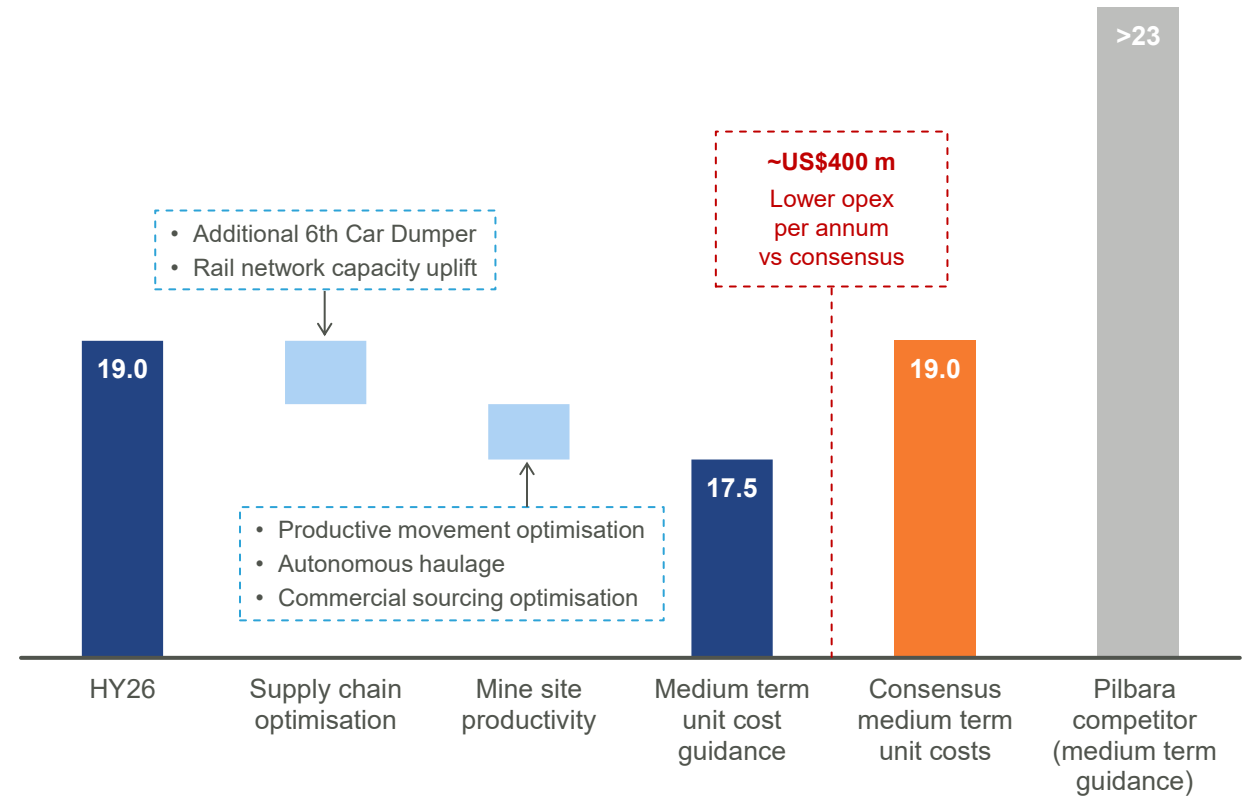 >23
~US$400 m
Lower opex
per annum
vs consensus
• Additional 6th Car Dumper
• Rail network capacity uplift
19.0
19.0
17.5
• Productive movement optimisation
• Autonomous haulage
• Commercial sourcing optimisation
HY26
Supply chain
optimisation
Mine site
productivity
Medium term
unit cost
guidance
Consensus
medium term
unit costs
Pilbara
competitor
(medium term
guidance)